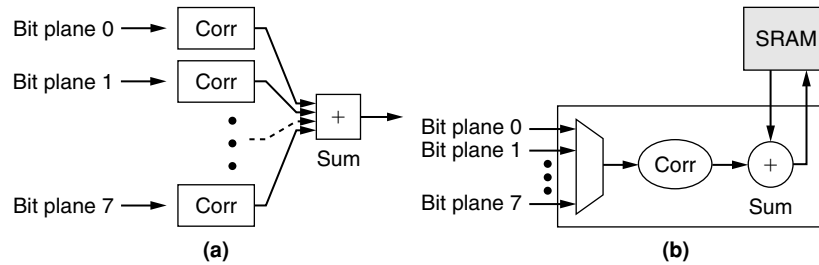 Bit plane 0
Corr
Bit plane 1
Corr
+
Sum
Bit plane 7
Corr
(a)
SRAM
Bit plane 0
Bit plane 1
Bit plane 7
Corr
+
Sum
(b)